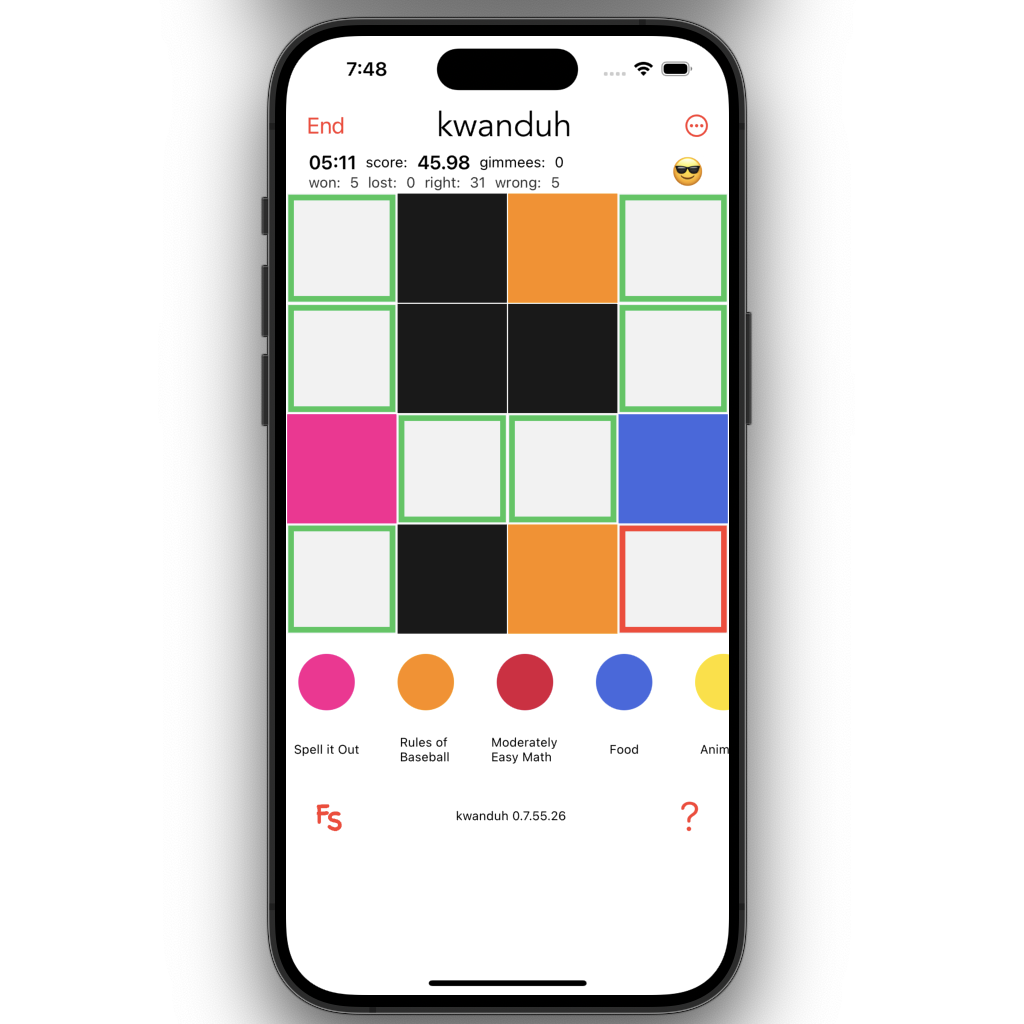 7:48
End
kwanduh
05:11 score: 45.98 gimmees: 0
won: 5 lost: 0 right: 31 wrong: 5
Spell it Out
Rules of
Baseball
Moderately
Easy Math
Food
Anim
FS
kwanduh 0.7.55.26
?